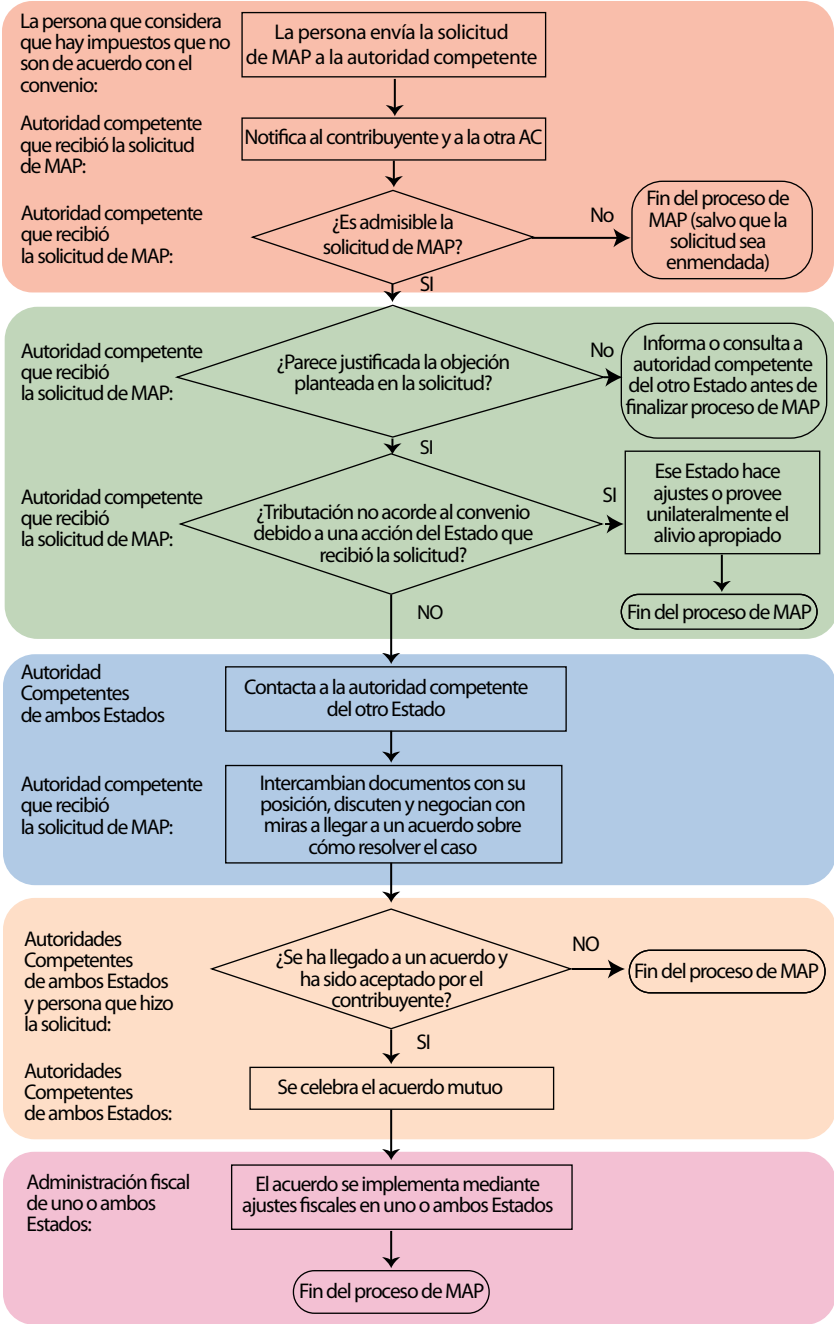 La persona que considera
que hay impuestos que no
son de acuerdo con el
convenio:
La persona envía la solicitud
de MAP a la autoridad competente
Autoridad competente
que recibió la solicitud
de MAP:
Notifica al contribuyente y a la otra AC
Autoridad competente
que recibió
la solicitud de MAP:
¿Es admisible la
solicitud de MAP?
No
Fin del proceso de
MAP (salvo que la
solicitud sea
enmendada)
SI
Autoridad competente
que recibió
la solicitud de MAP:
¿Parece justificada la objeción
planteada en la solicitud?
No
Informa o consulta a
autoridad competente
del otro Estado antes de
finalizar proceso de MAP
SI
Autoridad competente
que recibió
la solicitud de MAP:
¿Tributación no acorde al convenio
debido a una acción del Estado que
recibió la solicitud?
SI
Ese Estado hace
ajustes o provee
unilateralmente el
alivio apropiado
Fin del proceso de MAP
NO
Autoridad
Competentes
de ambos Estados
Contacta a la autoridad competente
del otro Estado
Autoridad competente
que recibió
la solicitud de MAP:
Intercambian documentos con su
posición, discuten y negocian con
miras a llegar a un acuerdo sobre
cómo resolver el caso
Autoridades
Competentes
de ambos Estados
y persona que hizo
la solicitud:
¿Se ha llegado a un acuerdo y
ha sido aceptado por el
contribuyente?
NO
Fin del proceso de MAP
SI
Autoridades
Competentes
de ambos Estados:
Se celebra el acuerdo mutuo
Administración fiscal
de uno o ambos
Estados:
El acuerdo se implementa mediante
ajustes fiscales en uno o ambos Estados
Fin del proceso de MAP